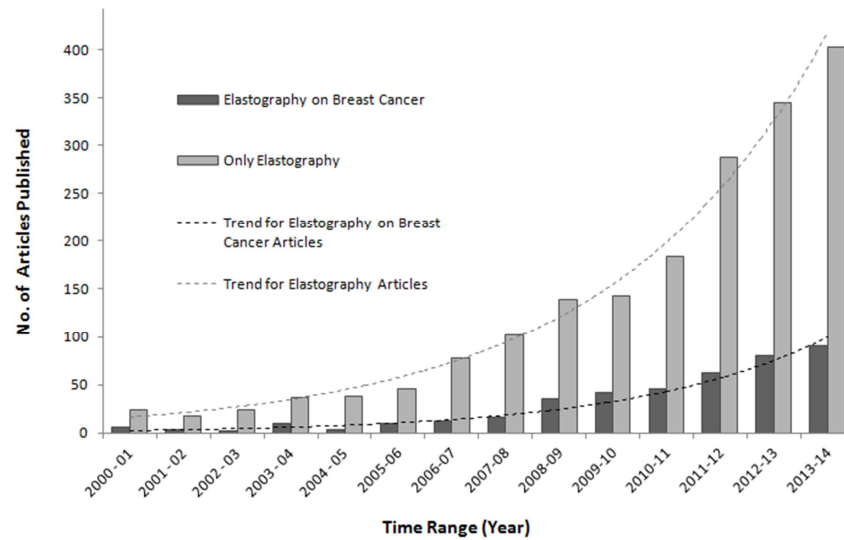 No. of Articles Published
400
350
300
250
200
150
100
50
0
Elastography on Breast Cancer
Only Elastography
Trend for Elastography on Breast
Cancer Articles
Trend for Elastography Articles
2000 - 01
2001 - 02
2002 - 03
2003 - 04
2004 - 05
2005-06
2006-07
2007-08
2008-09
2009-10
2010-11
2011-12
2012-13
2013-14
Time Range (Year)